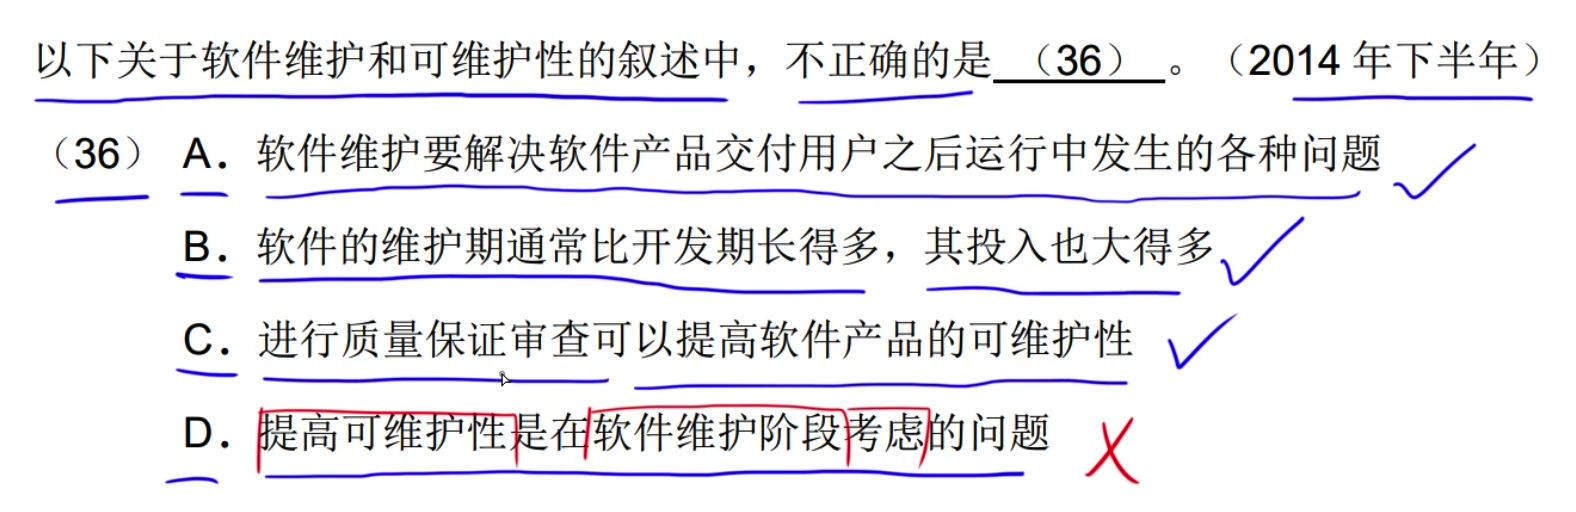 以下关于软件维护和可维护性的叙述中，不正确的是 （36） 。（2014 年下半年）
（36） A. 软件维护要解决软件产品交付用户之后运行中发生的各种问题
B. 软件的维护期通常比开发期长得多，其投入也大得多
C. 进行质量保证审查可以提高软件产品的可维护性
D. 提高可维护性是在软件维护阶段考虑的问题